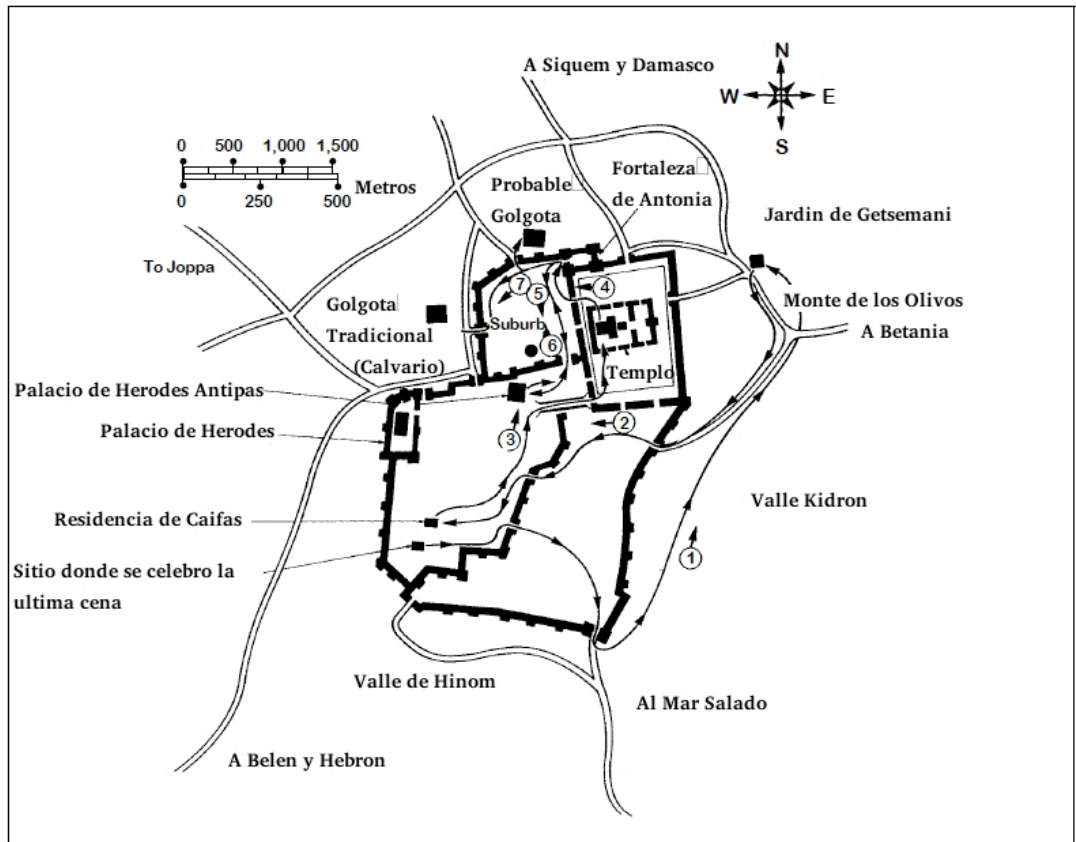 A Siquem y Damasco
N
W E
S
0 500 1,000 1,500
Metros
0 250 500
Probable
Golgota
Fortaleza
de Antonia
Jardin de Getsemani
To Joppa
Golgota
Tradicional
(Calvario)
7
5
4
Suburb
6
Monte de los Olivos
A Betania
Templo
Palacio de Herodes Antipas
Palacio de Herodes
3
2
Valle Kidron
Residencia de Caifas
1
Sitio donde se celebro la
ultima cena
Valle de Hinom
Al Mar Salado
A Belen y Hebron